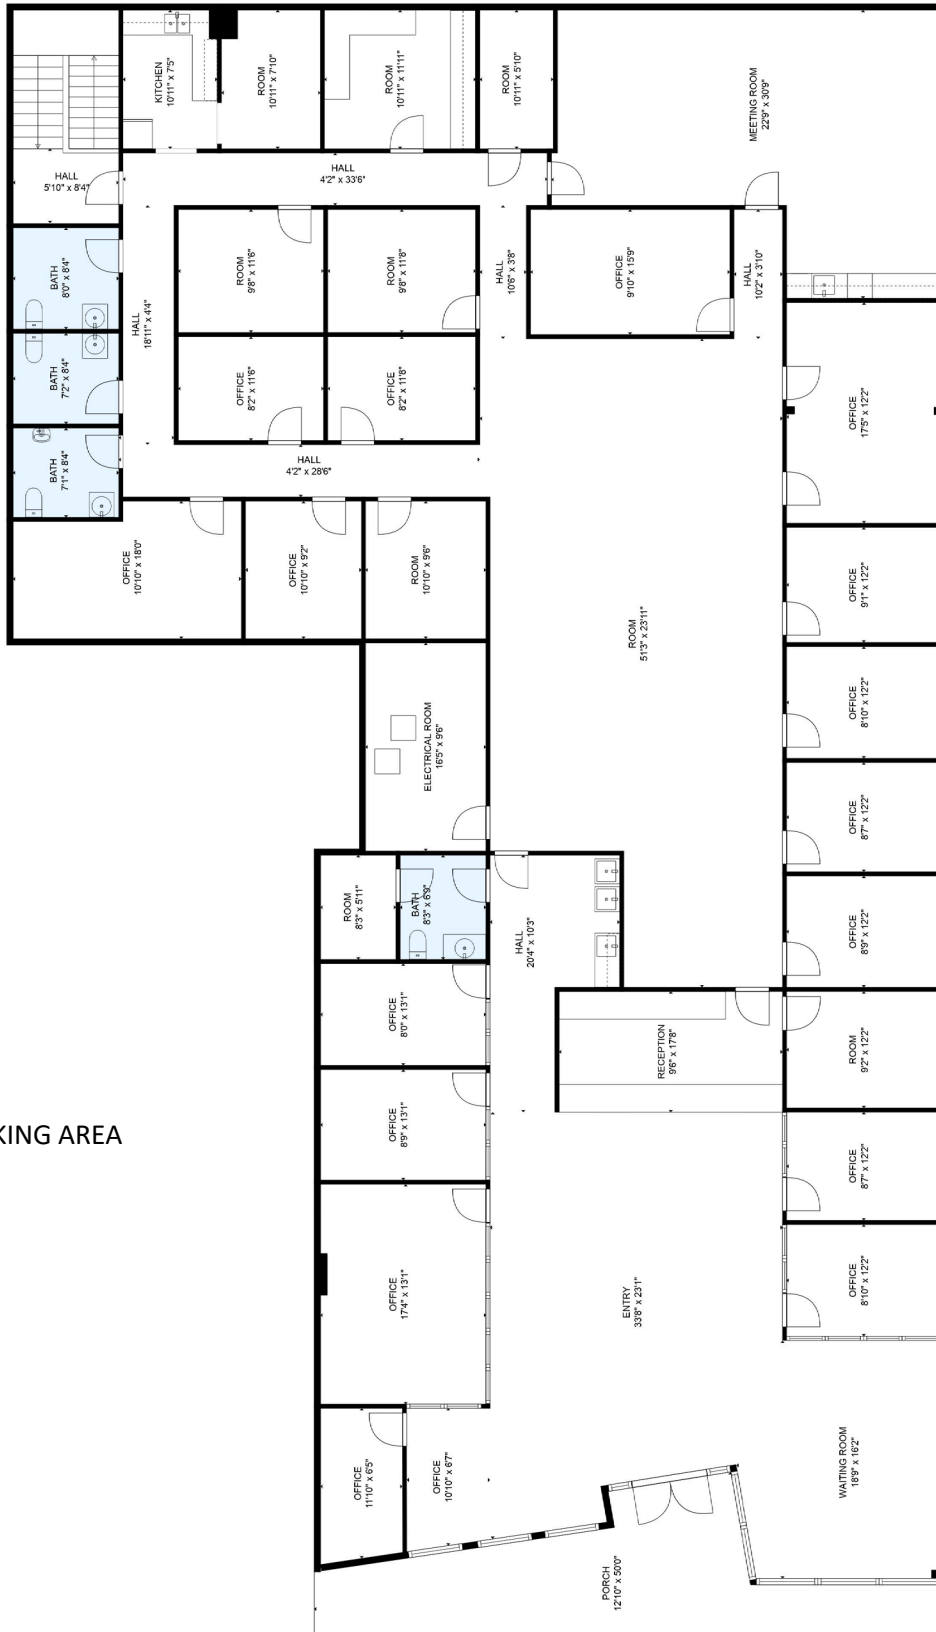 KITCHEN
10'11" x 7'5"
ROOM
10'11" x 7'10"
ROOM
10'11" x 11'11"
ROOM
10'11" x 5'10"
MEETING ROOM
22'9" x 30'9"
HALL
5'10" x 8'4"
HALL
4'2" x 33'6"
BATH
8'0" x 8'4"
HALL
18'11" x 4'4"
ROOM
9'8" x 11'6"
ROOM
9'8" x 11'8"
HALL
10'6" x 3'8"
OFFICE
9'10" x 15'9"
HALL
10'2" x 3'10"
BATH
7'2" x 8'4"
OFFICE
8'2" x 11'6"
OFFICE
8'2" x 11'8"
OFFICE
17'5" x 12'2"
BATH
7'1" x 8'4"
HALL
4'2" x 28'6"
OFFICE
10'10" x 18'0"
OFFICE
10'10" x 9'2"
ROOM
10'10" x 9'6"
OFFICE
9'1" x 12'2"
ROOM
51'3" x 23'11"
OFFICE
8'10" x 12'2"
ELECTRICAL ROOM
16'5" x 9'6"
OFFICE
8'7" x 12'2"
ROOM
8'3" x 5'11"
BATH
8'3" x 6'9"
HALL
20'4" x 10'3"
OFFICE
8'9" x 12'2"
OFFICE
8'0" x 13'1"
RECEPTION
9'6" x 17'8"
ROOM
9'2" x 12'2"
KING AREA
OFFICE
8'9" x 13'1"
OFFICE
8'7" x 12'2"
OFFICE
17'4" x 13'1"
ENTRY
33'8" x 23'1"
OFFICE
8'10" x 12'2"
OFFICE
11'10" x 6'5"
OFFICE
10'10" x 6'7"
WAITING ROOM
18'9" x 16'2"
PORCH
12'10" x 50'0"